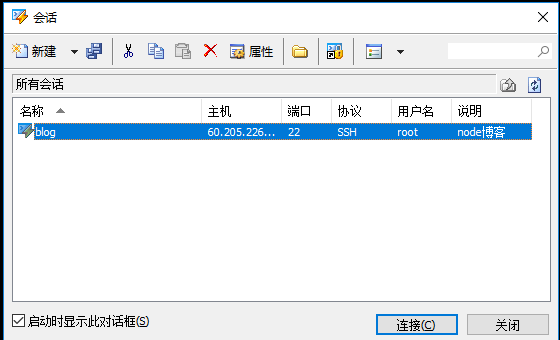 会话
新建 属性
搜索
所有会话
名称 主机 端口 协议 用户名 说明
blog 60.205.226... 22 SSH root node博客
启动时显示此对话框(S)
连接(C) 关闭